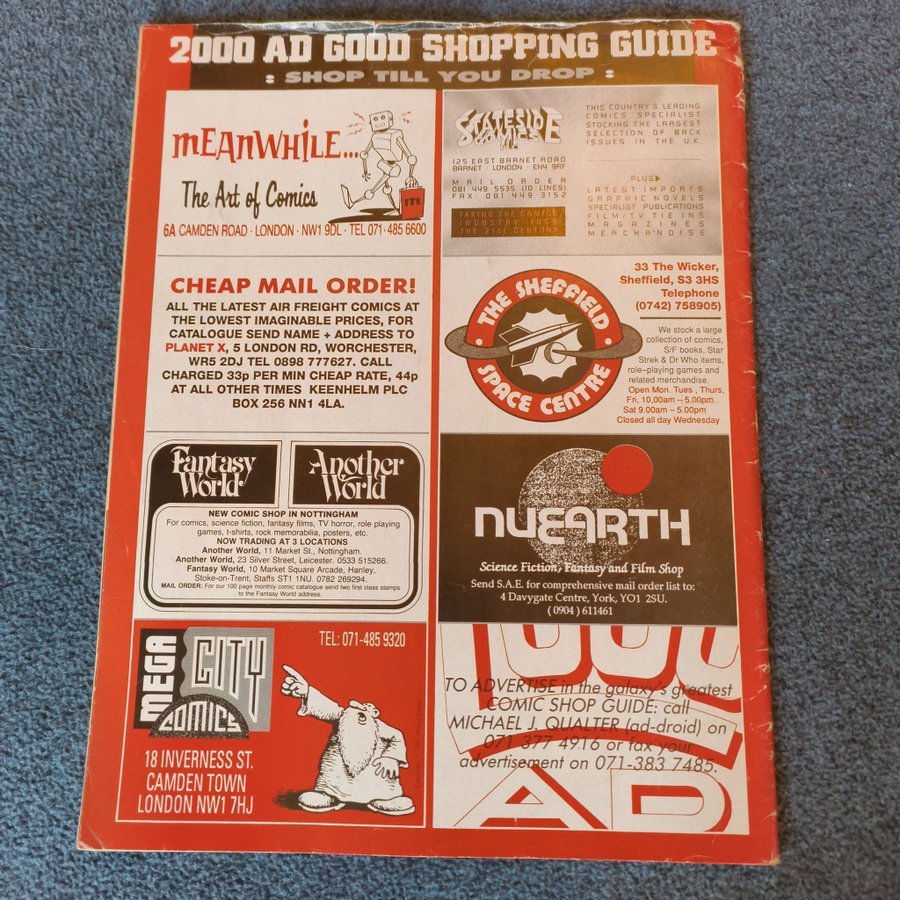 2000 AD GOOD SHOPPING GUIDE
: SHOP TILL YOU DROP :
MEANWHILE...
The Art of Comics
m
6A CAMDEN ROAD · LONDON · NW1 9DL · TEL 071· 485 6600
CHEAP MAIL ORDER!
ALL THE LATEST AIR FREIGHT COMICS AT
THE LOWEST IMAGINABLE PRICES, FOR
CATALOGUE SEND NAME + ADDRESS TO
PLANET X, 5 LONDON RD, WORCHESTER,
WR5 2DJ TEL 0898 777627. CALL
CHARGED 33p PER MIN CHEAP RATE, 44p
AT ALL OTHER TIMES KEENHELM PLC
BOX 256 NN1 4LA.
Fantasy
World
Another
World
NEW COMIC SHOP IN NOTTINGHAM
For comics, science fiction, fantasy films, TV horror, role playing
games, t-shirts, rock memorabilia, posters, etc.
NOW TRADING AT 3 LOCATIONS
Another World, 11 Market St., Nottingham.
Another World, 23 Silver Street, Leicester. 0533 515266.
Fantasy World, 10 Market Square Arcade, Hanley,
Stoke-on-Trent, Staffs ST1 1NU. 0782 269294.
MAIL ORDER: For our 100 page monthly comic catalogue send two first class stamps
to the Fantasy World address.
MEGA
CITY
COMICS
TEL: 071-485 9320
18 INVERNESS ST.
CAMDEN TOWN
LONDON NW1 7HJ
STATESIDE
COMICS
125 EAST BARNET ROAD
BARNET · LONDON · EN4 9RF
MAIL ORDER
081 449 5535 (10 LINES)
FAX: 081 449 3152
TAKING THE COMICS
INDUSTRY INTO
THE 21ST CENTURY
THIS COUNTRY'S LEADING
COMICS SPECIALIST
STOCKING THE LARGEST
SELECTION OF BACK
ISSUES IN THE U.K.
PLUS
LATEST IMPORTS
GRAPHIC NOVELS
SPECIALIST PUBLICATIONS
FILM/TV TIE INS
MAGAZINES
MERCHANDISE
THE SHEFFIELD
SPACE CENTRE
33 The Wicker,
Sheffield, S3 3HS
Telephone
(0742) 758905)
We stock a large
collection of comics,
S/F books, Star
Strek & Dr Who items,
role-playing games and
related merchandise.
Open Mon. Tues , Thurs,
Fri, 10,00am – 5.00pm
Sat 9.00am – 5.00pm
Closed all day Wednesday
NUEARTH
Science Fiction, Fantasy and Film Shop
Send S.A.E. for comprehensive mail order list to:
4 Davygate Centre, York, YO1 2SU.
( 0904 ) 611461
TO ADVERTISE in the galaxy's greatest
COMIC SHOP GUIDE: call
MICHAEL J. QUALTER (ad-droid) on
071 377 4916 or fax your
advertisement on 071-383 7485.
AD